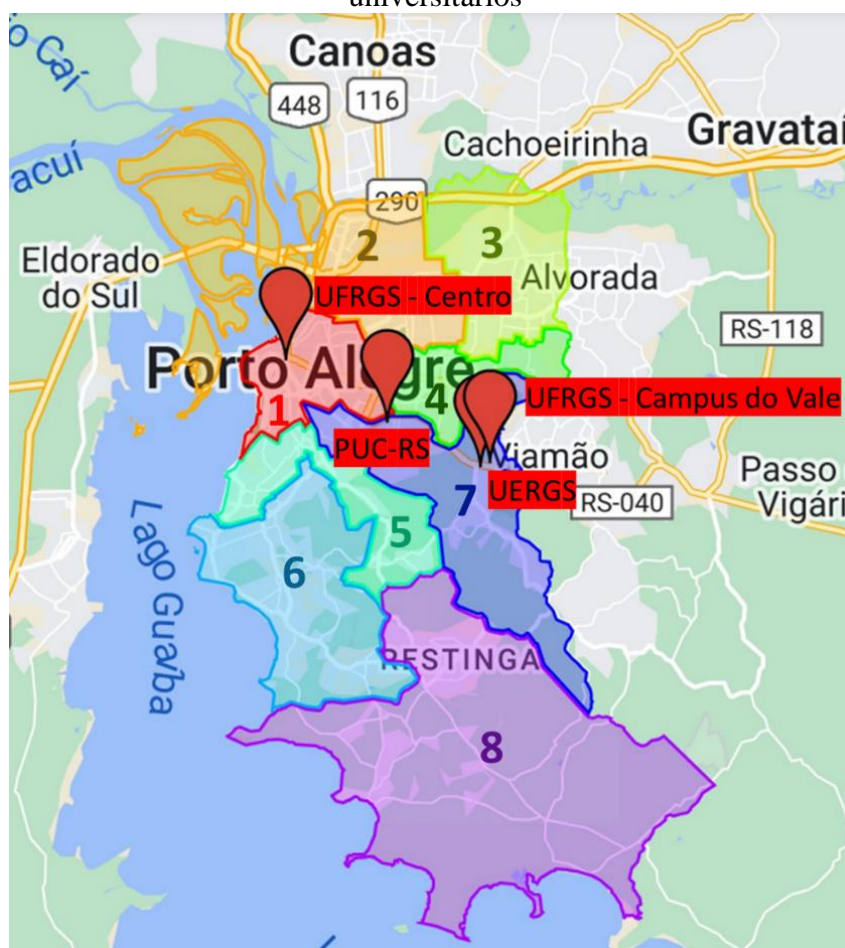 universitários
o Caí
Canoas
448
116
Cachoeirinha
Gravataí
acuí
290
2
3
Eldorado
do Sul
Alvorada
UFRGS - Centro
RS-118
Porto Alegre
1
4
UFRGS - Campus do Vale
PUC-RS
Viamão
UERGS
RS-040
Passo
Vigári
7
Lago Guaíba
5
6
RESTINGA
8